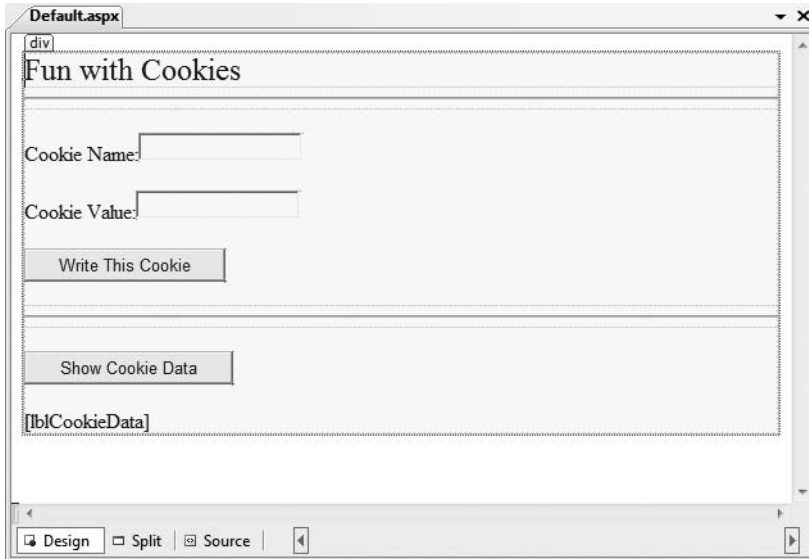 Default.aspx
div
Fun with Cookies
Cookie Name:
Cookie Value:
Write This Cookie
Show Cookie Data
[lblCookieData]
Design Split Source